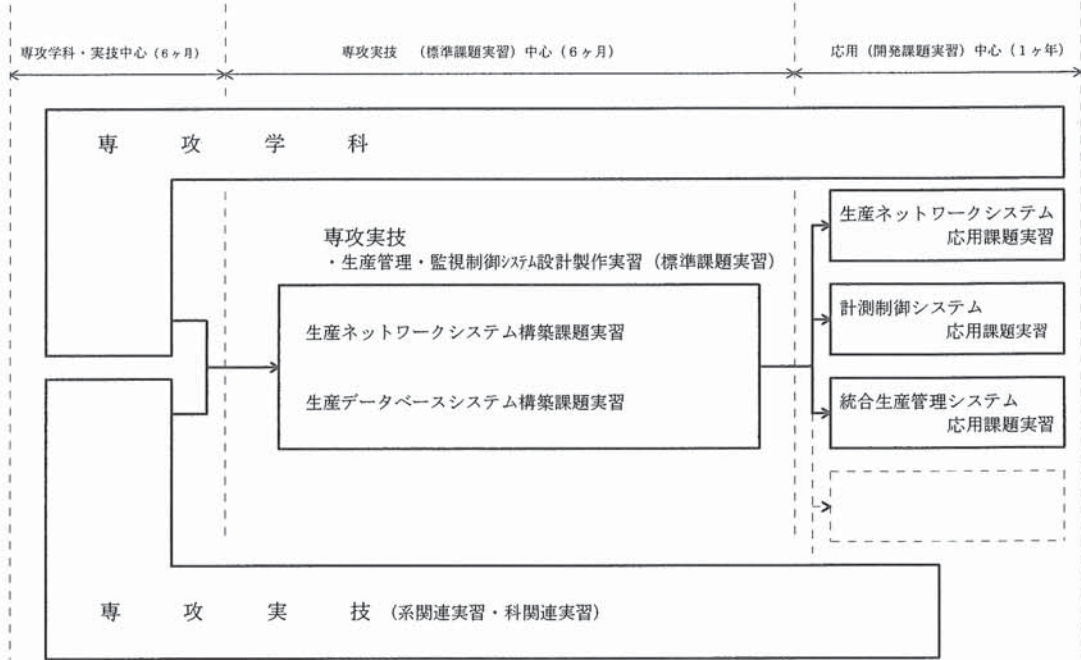 専攻学科・実技中心（6ヶ月）
専攻実技　（標準課題実習）中心（6ヶ月）
応用（開発課題実習）中心（1ヶ年）
専攻学科
専攻実技
・生産管理・監視制御システム設計製作実習（標準課題実習）
生産ネットワークシステム構築課題実習
生産データベースシステム構築課題実習
生産ネットワークシステム
応用課題実習
計測制御システム
応用課題実習
統合生産管理システム
応用課題実習
専攻実技（系関連実習・科関連実習）